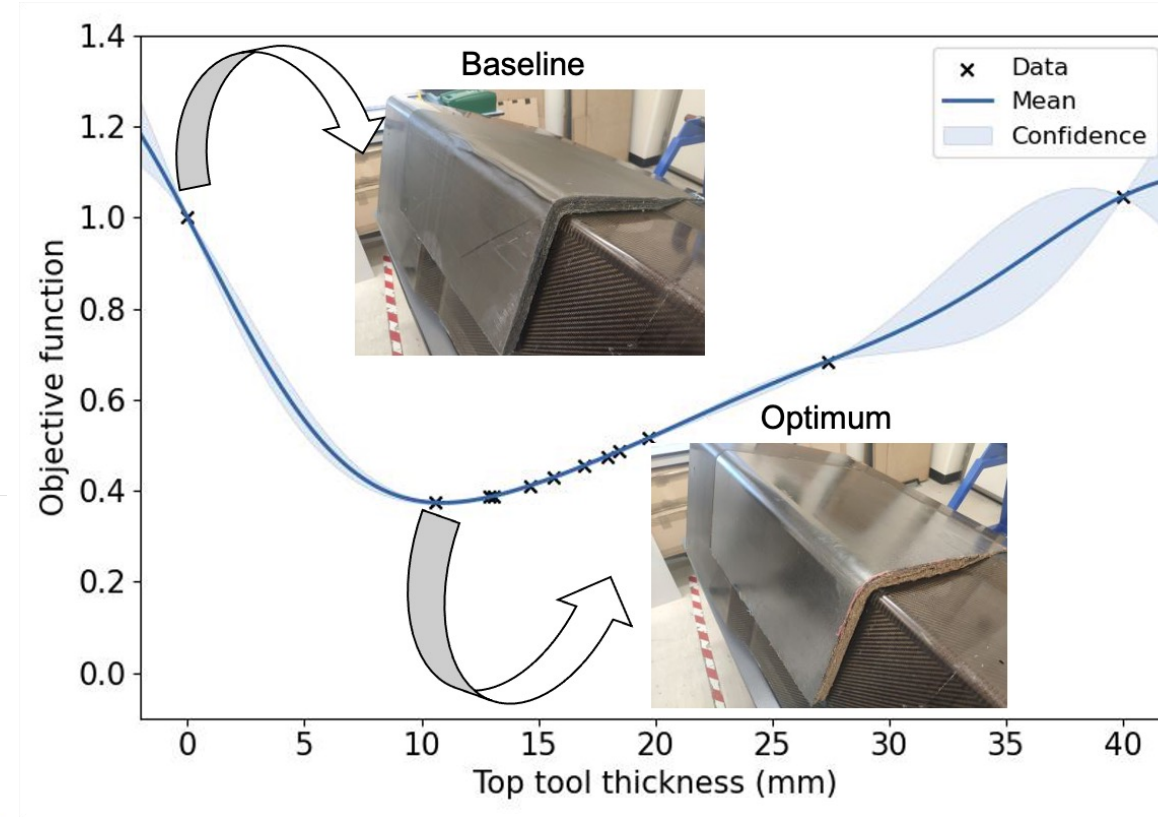 1.4
1.2
1.0
0.8
0.6
0.4
0.2
0.0
Objective function
0 5 10 15 20 25 30 35 40
Top tool thickness (mm)
Baseline
Optimum
Data
Mean
Confidence